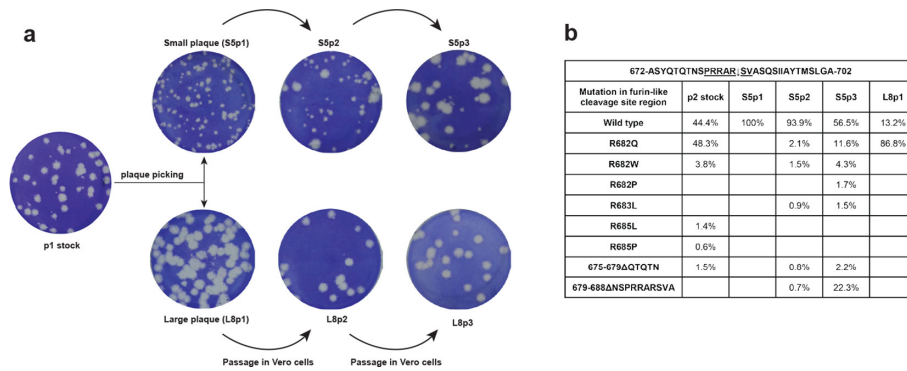 a
Small plaque (S5p1)
S5p2
S5p3
plaque picking
p1 stock
Large plaque (L8p1)
L8p2
L8p3
Passage in Vero cells
Passage in Vero cells
b
672-ASYQTQTNSPRRAR↓SVASQSIIAYTMSLGA-702
Mutation in furin-like cleavage site region p2 stock S5p1 S5p2 S5p3 L8p1
Wild type 44.4% 100% 93.9% 56.5% 13.2%
R682Q 48.3% 2.1% 11.6% 86.8%
R682W 3.8% 1.5% 4.3%
R682P 1.7%
R683L 0.9% 1.5%
R685L 1.4%
R685P 0.6%
675-679ΔQTQTN 1.5% 0.8% 2.2%
679-688ΔNSPRRARSVA 0.7% 22.3%